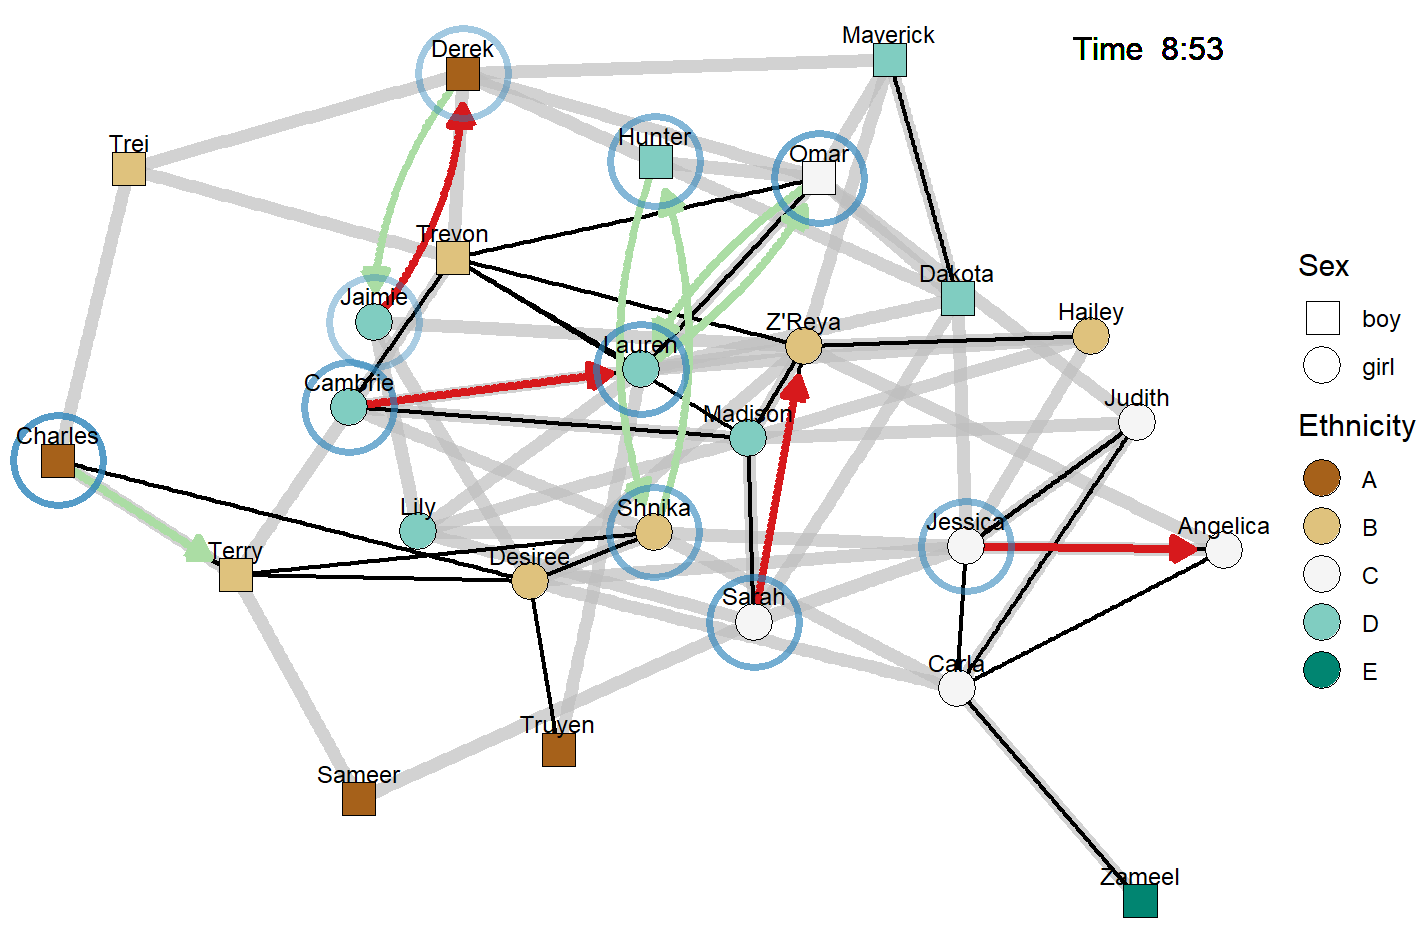 Maverick
Derek
Time 8:53
Hunter
Trei
Omar
Trevon
Sex
Dakota
Jaimie
Hailey
boy
Z'Reya
Lauren
girl
Cambrie
Judith
Madison
Ethnicity
Charles
A
Lily
Shnika
Jessica
Angelica
B
Terry
Desiree
C
Sarah
D
Carla
E
Truyen
Sameer
Zameel